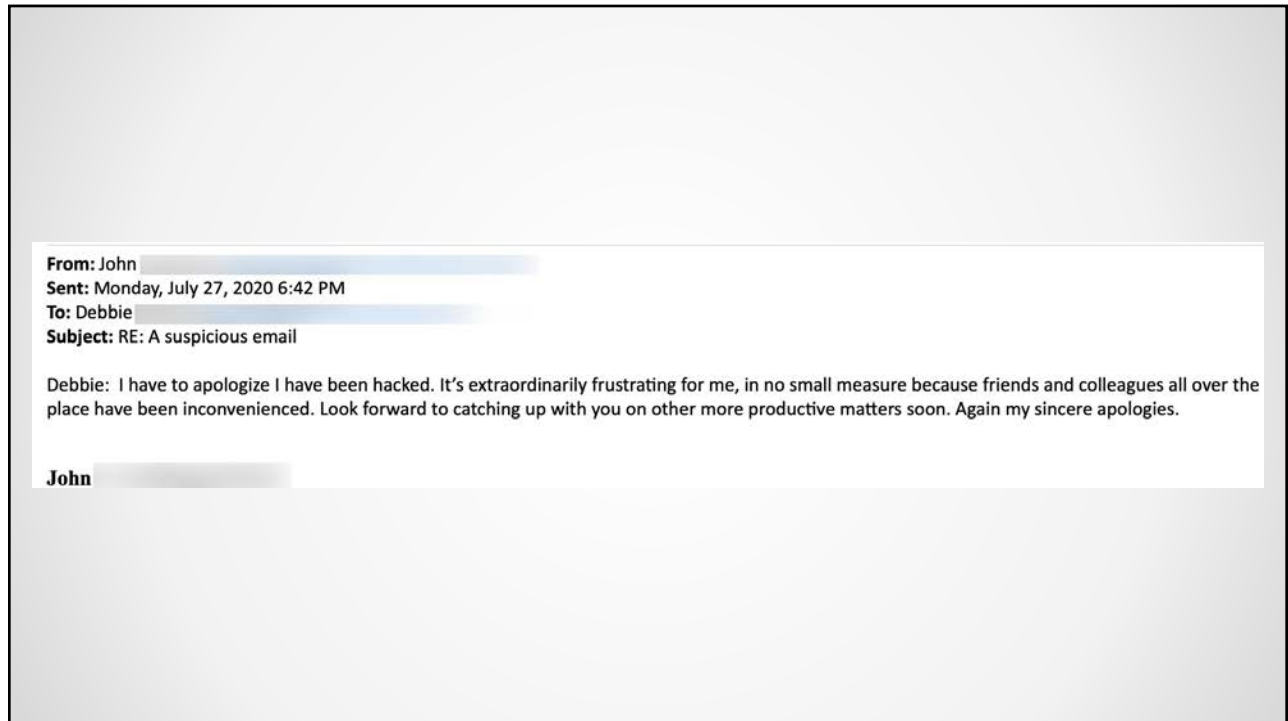 From: John
Sent: Monday, July 27, 2020 6:42 PM
To: Debbie
Subject: RE: A suspicious email
Debbie:  I have to apologize I have been hacked. It’s extraordinarily frustrating for me, in no small measure because friends and colleagues all over the
place have been inconvenienced. Look forward to catching up with you on other more productive matters soon. Again my sincere apologies.
John